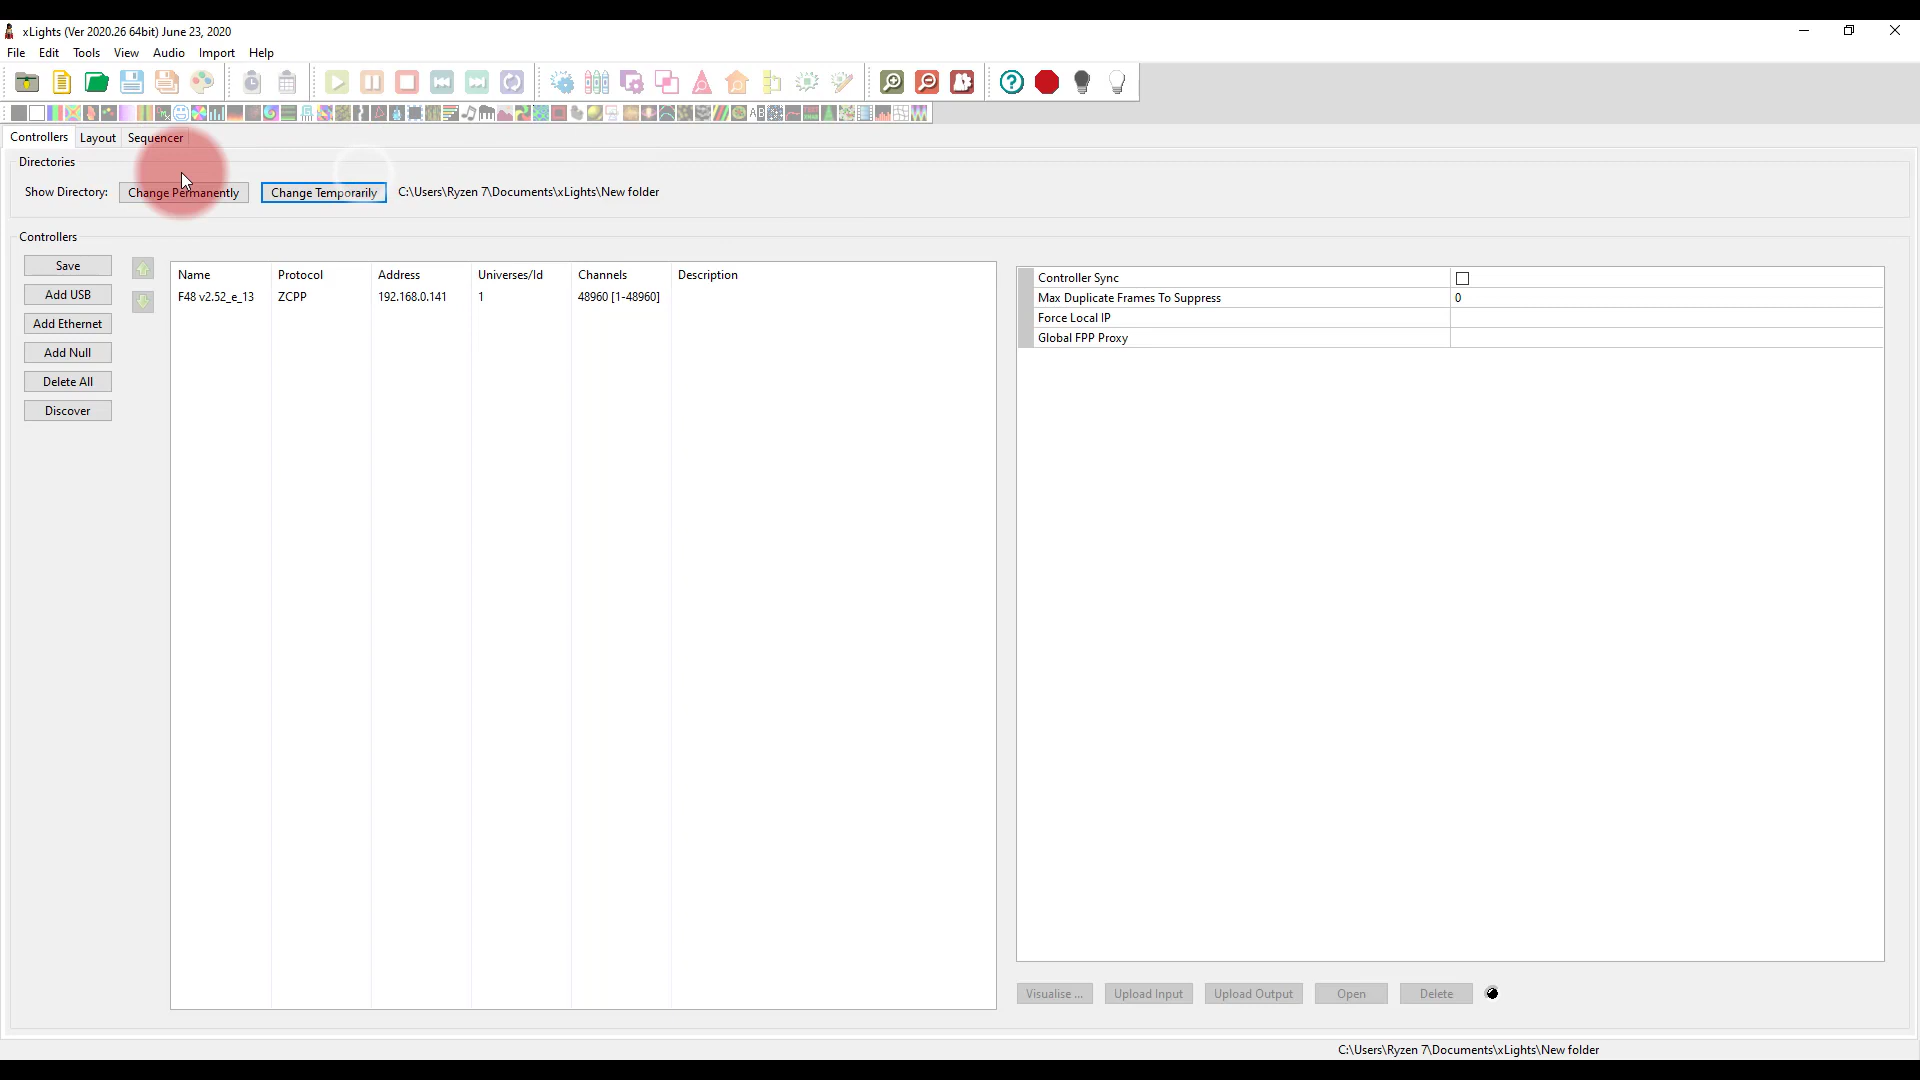 xLights (Ver 2020.26 64bit) June 23, 2020
File Edit Tools View Audio Import Help
Controllers Layout Sequencer
Directories
Show Directory: Change Permanently Change Temporarily C:\Users\Ryzen 7\Documents\xLights\New folder
Controllers
Save
Add USB
Add Ethernet
Add Null
Delete All
Discover
Name Protocol Address Universes/Id Channels Description
F48 v2.52_e_13 ZCPP 192.168.0.141 1 48960 [1-48960]
Controller Sync
Max Duplicate Frames To Suppress 0
Force Local IP
Global FPP Proxy
Visualise ... Upload Input Upload Output Open Delete
C:\Users\Ryzen 7\Documents\xLights\New folder